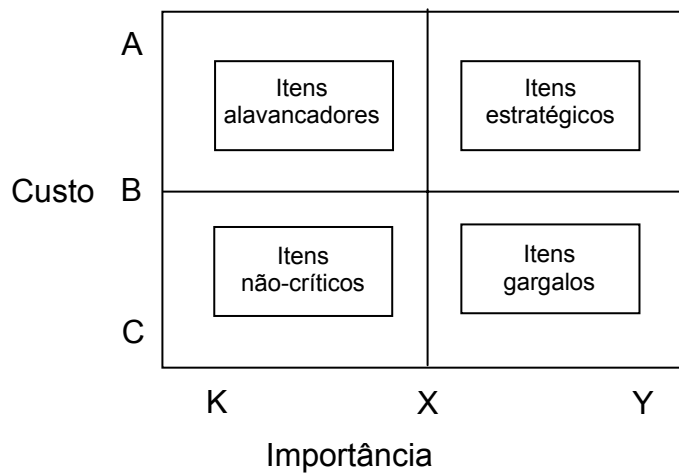 A
Itens
alavancadores
Itens
estratégicos
Custo
B
Itens
não-críticos
Itens
gargalos
C
K
X
Y
Importância